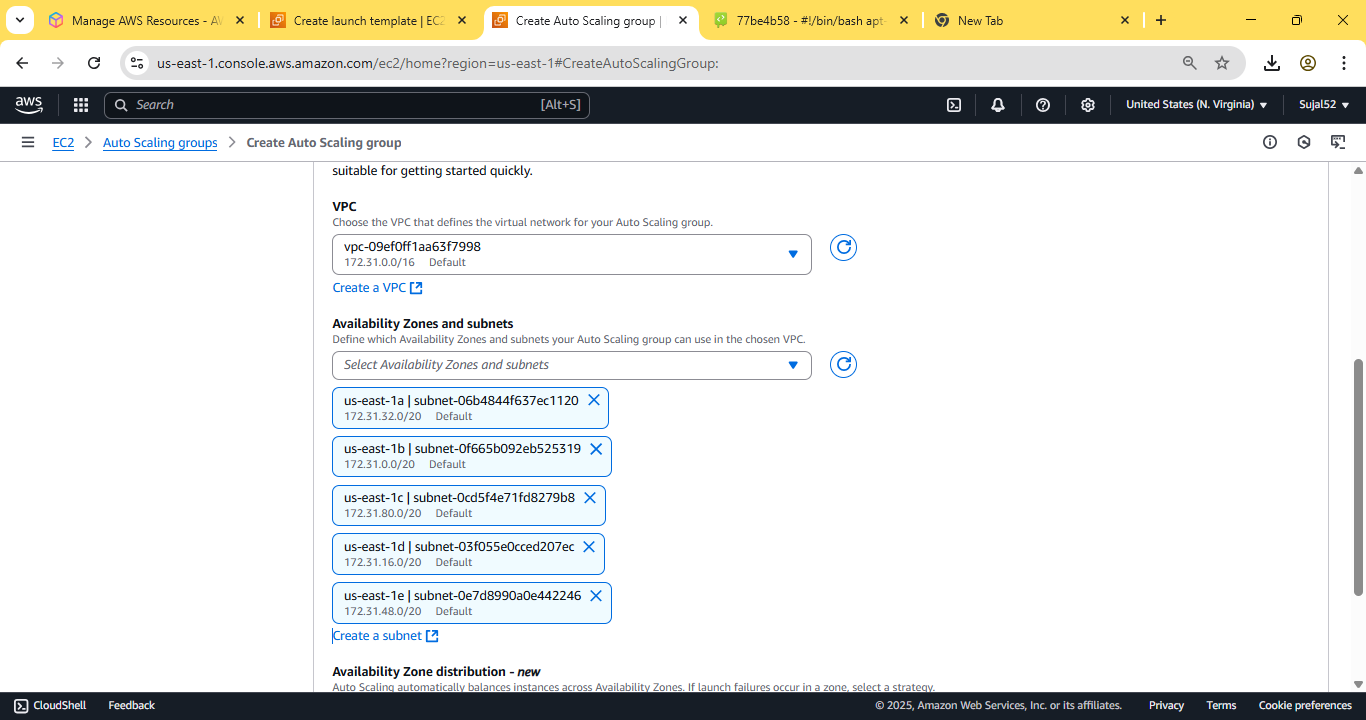 Manage AWS Resources - AW
Create launch template | EC2
Create Auto Scaling group |
77be4b58 - #!/bin/bash apt-
New Tab
us-east-1.console.aws.amazon.com/ec2/home?region=us-east-1#CreateAutoScalingGroup:
aws
Search
[Alt+S]
United States (N. Virginia)
Sujal52
EC2
Auto Scaling groups
Create Auto Scaling group
suitable for getting started quickly.
VPC
Choose the VPC that defines the virtual network for your Auto Scaling group.
vpc-09ef0ff1aa63f7998
172.31.0.0/16 Default
Create a VPC
Availability Zones and subnets
Define which Availability Zones and subnets your Auto Scaling group can use in the chosen VPC.
Select Availability Zones and subnets
us-east-1a | subnet-06b4844f637ec1120
172.31.32.0/20 Default
us-east-1b | subnet-0f665b092eb525319
172.31.0.0/20 Default
us-east-1c | subnet-0cd5f4e71fd8279b8
172.31.80.0/20 Default
us-east-1d | subnet-03f055e0cced207ec
172.31.16.0/20 Default
us-east-1e | subnet-0e7d8990a0e442246
172.31.48.0/20 Default
Create a subnet
Availability Zone distribution - new
Auto Scaling automatically balances instances across Availability Zones. If launch failures occur in a zone, select a strategy.
CloudShell
Feedback
© 2025, Amazon Web Services, Inc. or its affiliates.
Privacy
Terms
Cookie preferences